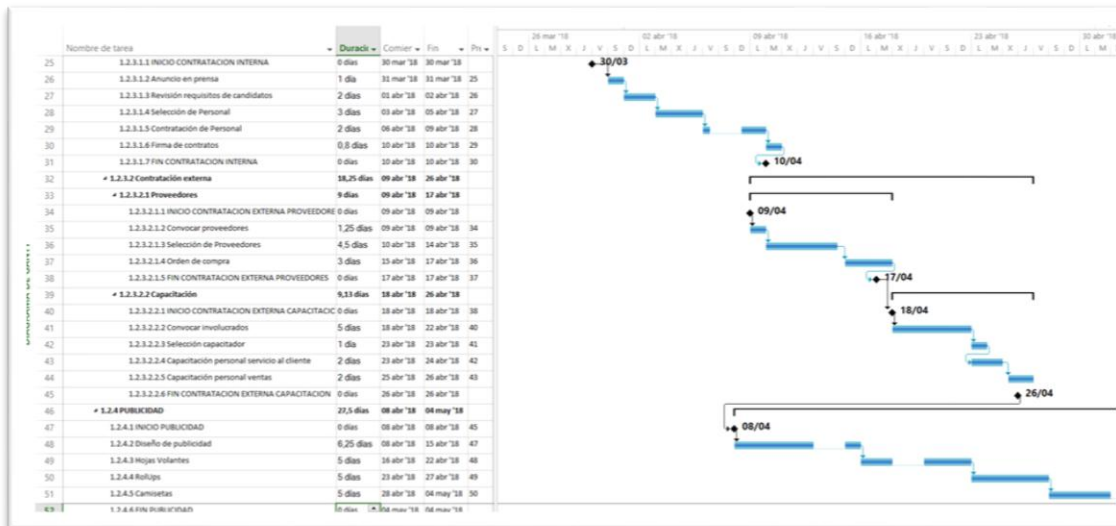 Nombre de tarea Duracić Comier Fin Pre
26 mar '18 02 abr '18 09 abr '18 16 abr '18 23 abr '18 30 abr '18
S D L M X J V S D L M X J V S D L M X J V S D L M X J V S D L M X J V S D L M
25 1.2.3.1.1 INICIO CONTRATACION INTERNA 0 días 30 mar '18 30 mar '18
30/03
26 1.2.3.1.2 Anuncio en prensa 1 día 31 mar '18 31 mar '18 25
27 1.2.3.1.3 Revisión requisitos de candidatos 2 días 01 abr '18 02 abr '18 26
28 1.2.3.1.4 Selección de Personal 3 días 03 abr '18 05 abr '18 27
29 1.2.3.1.5 Contratación de Personal 2 días 06 abr '18 09 abr '18 28
30 1.2.3.1.6 Firma de contratos 0,8 días 10 abr '18 10 abr '18 29
31 1.2.3.1.7 FIN CONTRATACION INTERNA 0 días 10 abr '18 10 abr '18 30
10/04
32 1.2.3.2 Contratación externa 18,25 días 09 abr '18 26 abr '18
33 1.2.3.2.1 Proveedores 9 días 09 abr '18 17 abr '18
34 1.2.3.2.1.1 INICIO CONTRATACION EXTERNA PROVEEDORE 0 días 09 abr '18 09 abr '18
09/04
35 1.2.3.2.1.2 Convocar proveedores 1,25 días 09 abr '18 09 abr '18 34
36 1.2.3.2.1.3 Selección de Proveedores 4,5 días 10 abr '18 14 abr '18 35
37 1.2.3.2.1.4 Orden de compra 3 días 15 abr '18 17 abr '18 36
38 1.2.3.2.1.5 FIN CONTRATACION EXTERNA PROVEEDORES 0 días 17 abr '18 17 abr '18 37
17/04
39 1.2.3.2.2 Capacitación 9,13 días 18 abr '18 26 abr '18
40 1.2.3.2.2.1 INICIO CONTRATACION EXTERNA CAPACITACIC 0 días 18 abr '18 18 abr '18 38
18/04
41 1.2.3.2.2.2 Convocar involucrados 5 días 18 abr '18 22 abr '18 40
42 1.2.3.2.2.3 Selección capacitador 1 día 23 abr '18 23 abr '18 41
43 1.2.3.2.2.4 Capacitación personal servicio al cliente 2 días 23 abr '18 24 abr '18 42
44 1.2.3.2.2.5 Capacitación personal ventas 2 días 25 abr '18 26 abr '18 43
45 1.2.3.2.2.6 FIN CONTRATACION EXTERNA CAPACITACION 0 días 26 abr '18 26 abr '18
26/04
46 1.2.4 PUBLICIDAD 27,5 días 08 abr '18 04 may '18
47 1.2.4.1 INICIO PUBLICIDAD 0 días 08 abr '18 08 abr '18 45
08/04
48 1.2.4.2 Diseño de publicidad 6,25 días 08 abr '18 15 abr '18 47
49 1.2.4.3 Hojas Volantes 5 días 16 abr '18 22 abr '18 48
50 1.2.4.4 RolUps 5 días 23 abr '18 27 abr '18 49
51 1.2.4.5 Camisetas 5 días 28 abr '18 04 may '18 50
52 1.2.4.6 FIN PUBLICIDAD 0 días 04 may '18 04 may '18